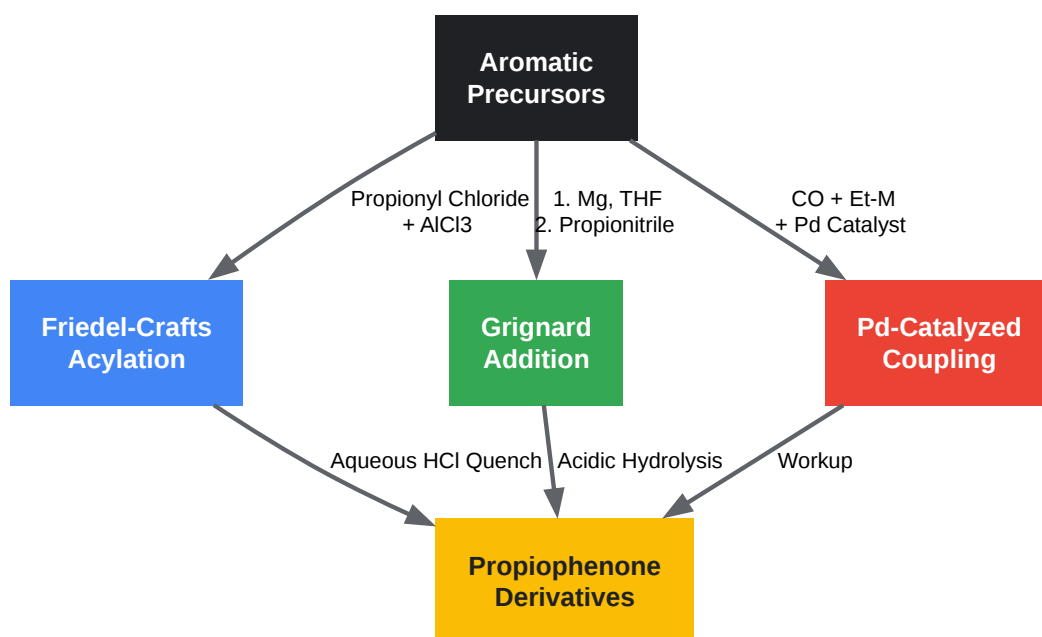 Aromatic
Precursors
Propionyl Chloride
+ AlCl3
1. Mg, THF
2. Propionitrile
CO + Et-M
+ Pd Catalyst
Friedel-Crafts
Acylation
Grignard
Addition
Pd-Catalyzed
Coupling
Aqueous HCl Quench
Acidic Hydrolysis
Workup
Propiophenone
Derivatives